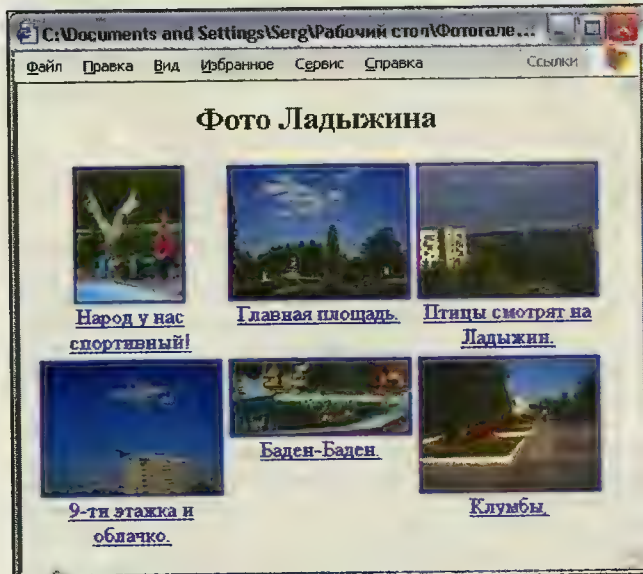 C:\Documents and Settings\Serg\Рабочий стол\Фотогале...
Файл Правка Вид Избранное Сервис Справка Ссылки
Фото Ладыжина
Народ у нас
спортивный!
Главная площадь.
Птицы смотрят на
Ладыжин.
9-ти этажка и
облачко.
Баден-Баден.
Клумбы.